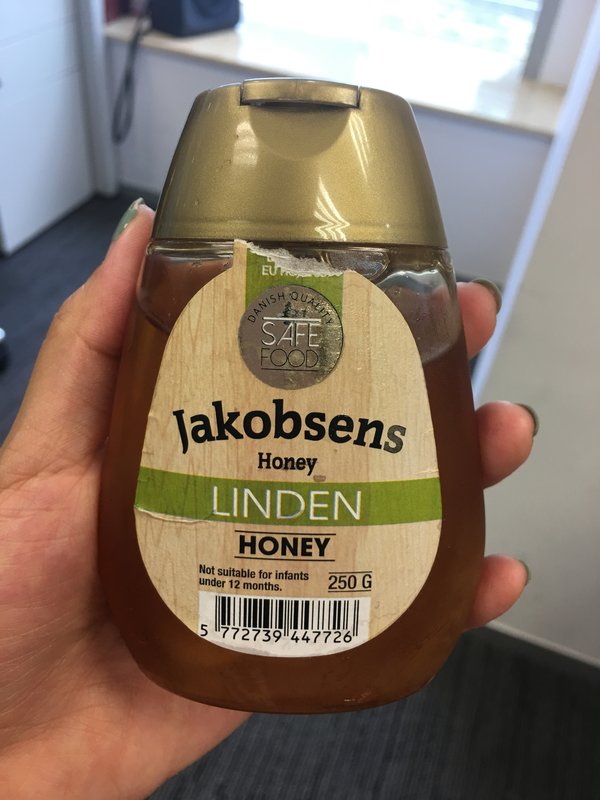 EU
DANISH QUALITY
SAFE
FOOD
Jakobsens
Honey
LINDEN
HONEY
Not suitable for infants
under 12 months.
250 G
5 772739 447726